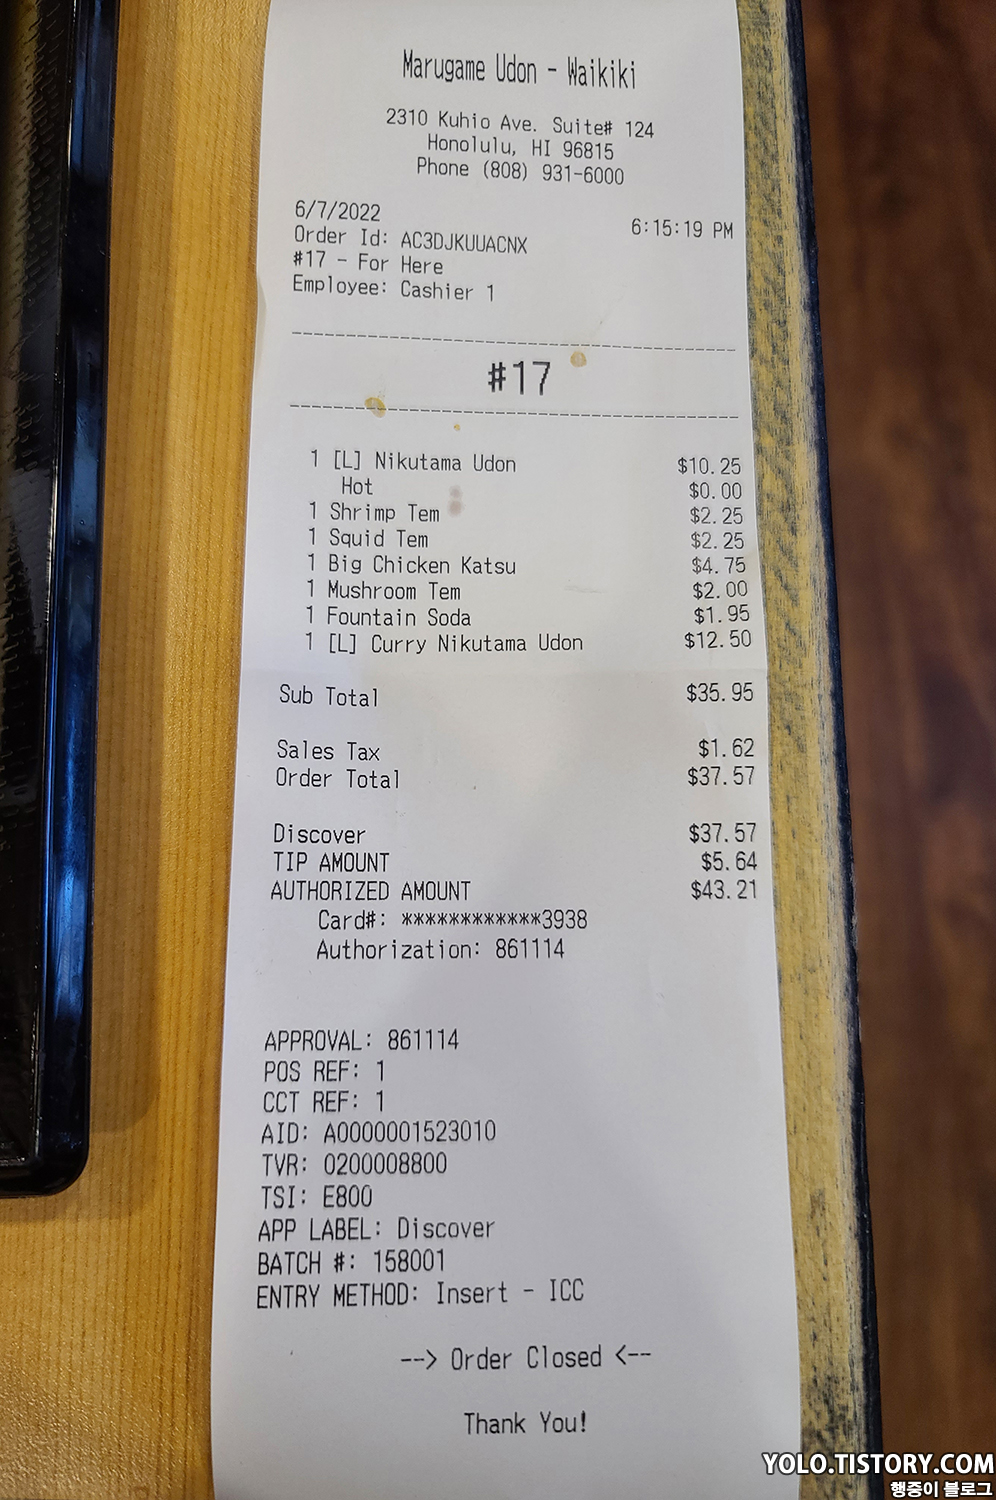 Marugame Udon - Waikiki
2310 Kuhio Ave. Suite# 124
Honolulu, HI 96815
Phone (808) 931-6000
6/7/2022 6:15:19 PM
Order Id: AC3DJKUUACNX
#17 - For Here
Employee: Cashier 1
#17
1 [L] Nikutama Udon $10.25
Hot $0.00
1 Shrimp Tem $2.25
1 Squid Tem $2.25
1 Big Chicken Katsu $4.75
1 Mushroom Tem $2.00
1 Fountain Soda $1.95
1 [L] Curry Nikutama Udon $12.50
Sub Total $35.95
Sales Tax $1.62
Order Total $37.57
Discover $37.57
TIP AMOUNT $5.64
AUTHORIZED AMOUNT $43.21
Card#: ************3938
Authorization: 861114
APPROVAL: 861114
POS REF: 1
CCT REF: 1
AID: A0000001523010
TVR: 0200008800
TSI: E800
APP LABEL: Discover
BATCH #: 158001
ENTRY METHOD: Insert - ICC
--> Order Closed <--
Thank You!
YOLO.TISTORY.COM
행중이 블로그